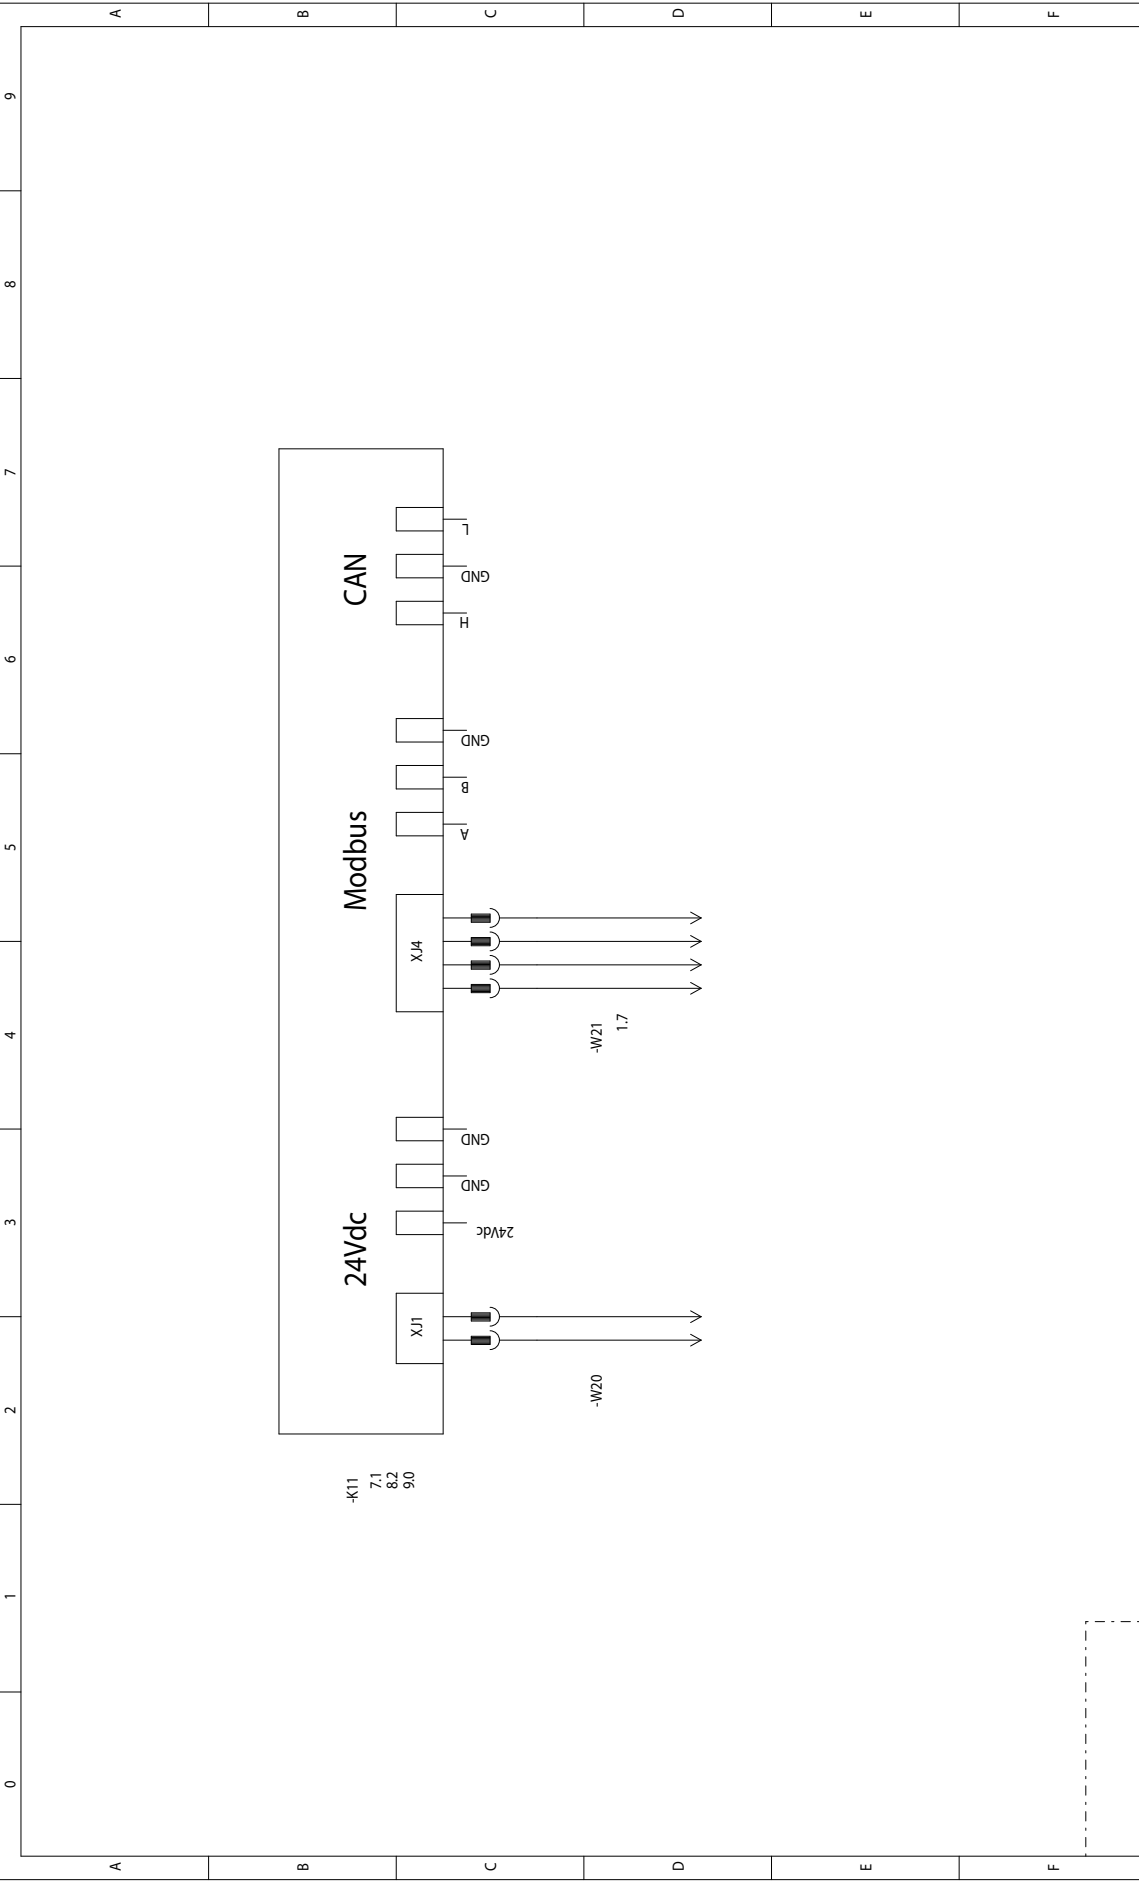 0 1 2 3 4 5 6 7 8 9
A A
B B
24Vdc Modbus CAN
-K11
7.1
8.2
9.0
XJ1 XJ4
C C
24Vdc GND GND A B GND H GND L
-W20 -W21
1.7
D D
E E
F F